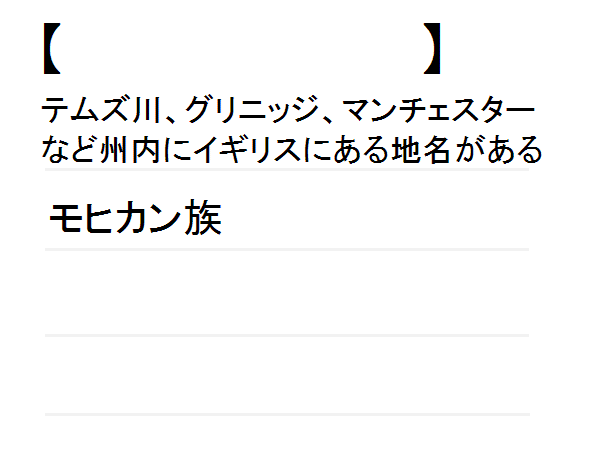 【 】
テムズ川、グリニッジ、マンチェスター
など州内にイギリスにある地名がある
モヒカン族